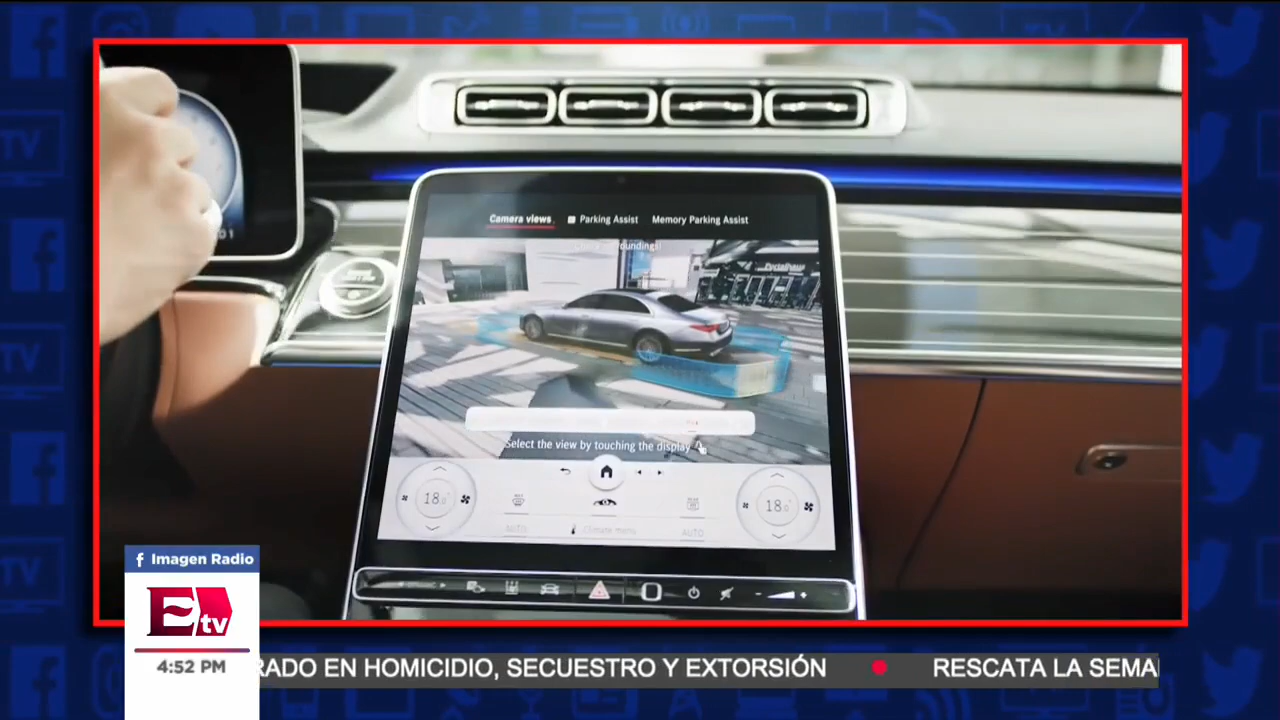 Camera views Parking Assist Memory Parking Assist
Select the view by touching the display
18.0 18.0
AUTO Climate menu AUTO
Imagen Radio
E tv
4:52 PM
RADO EN HOMICIDIO, SECUESTRO Y EXTORSIÓN RESCATA LA SEMA